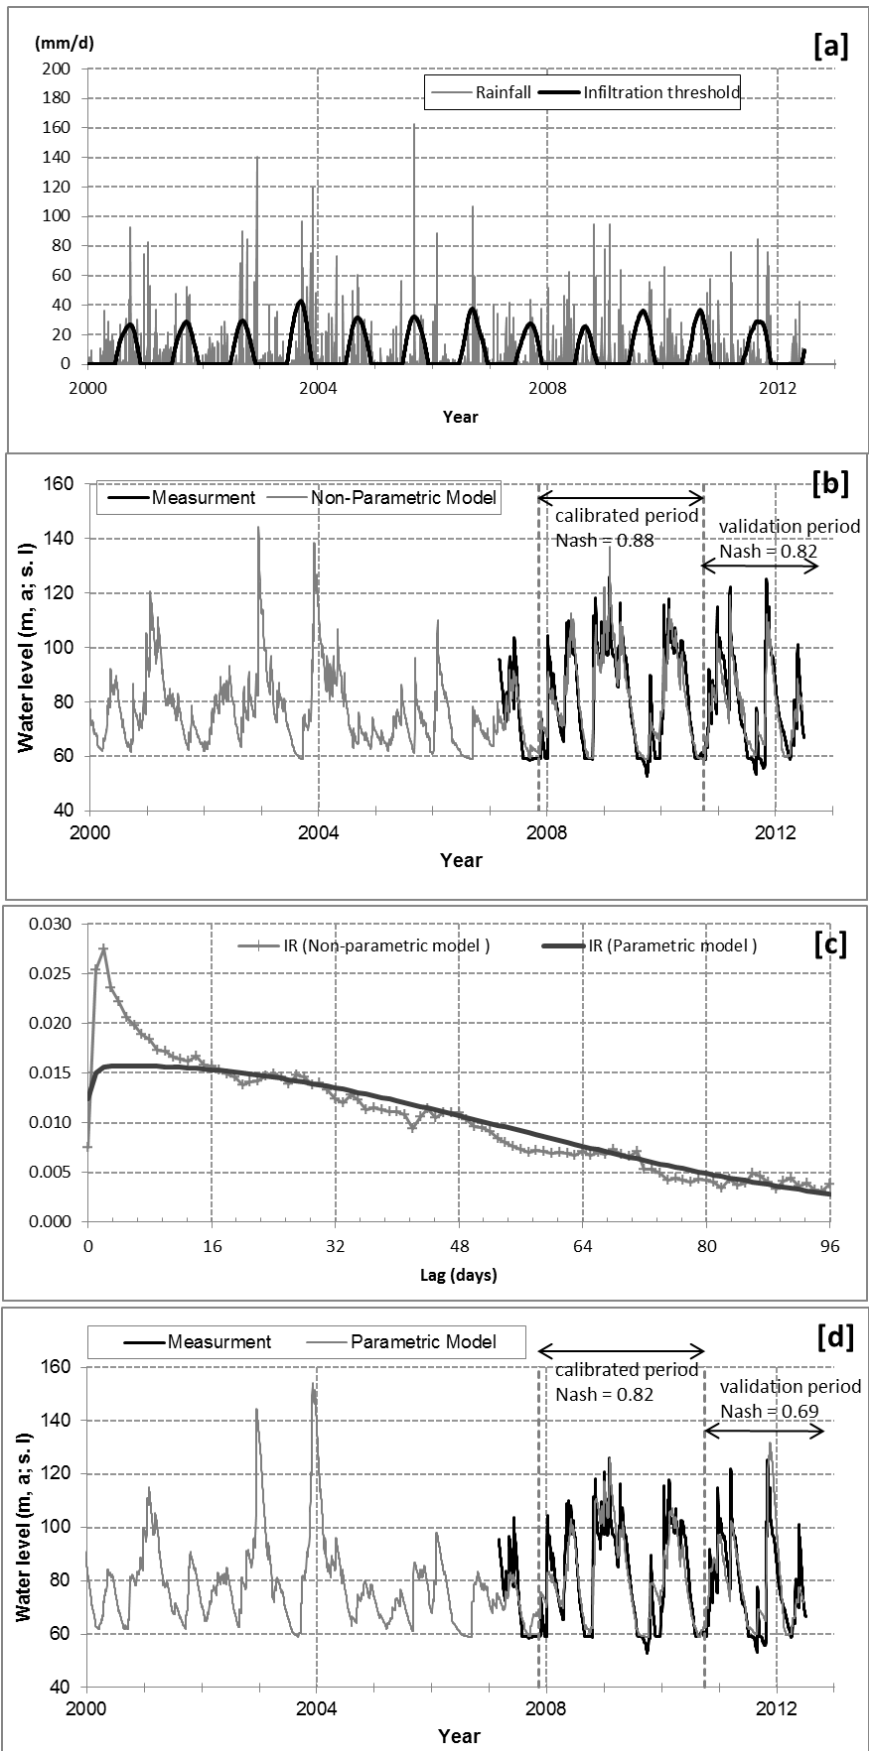 (mm/d)
[a]
200
180
160
140
120
100
80
60
40
20
0
Rainfall
Infiltration threshold
2000
2004
2008
2012
Year
[b]
160
140
120
100
80
60
40
Water level (m, a; s. l)
Measurment
Non-Parametric Model
calibrated period
Nash = 0.88
validation period
Nash = 0.82
2000
2004
2008
2012
Year
[c]
0.030
0.025
0.020
0.015
0.010
0.005
0.000
IR (Non-parametric model )
IR (Parametric model )
0
16
32
48
64
80
96
Lag (days)
[d]
Measurment
Parametric Model
160
140
120
100
80
60
40
Water level (m, a; s. l)
calibrated period
Nash = 0.82
validation period
Nash = 0.69
2000
2004
2008
2012
Year